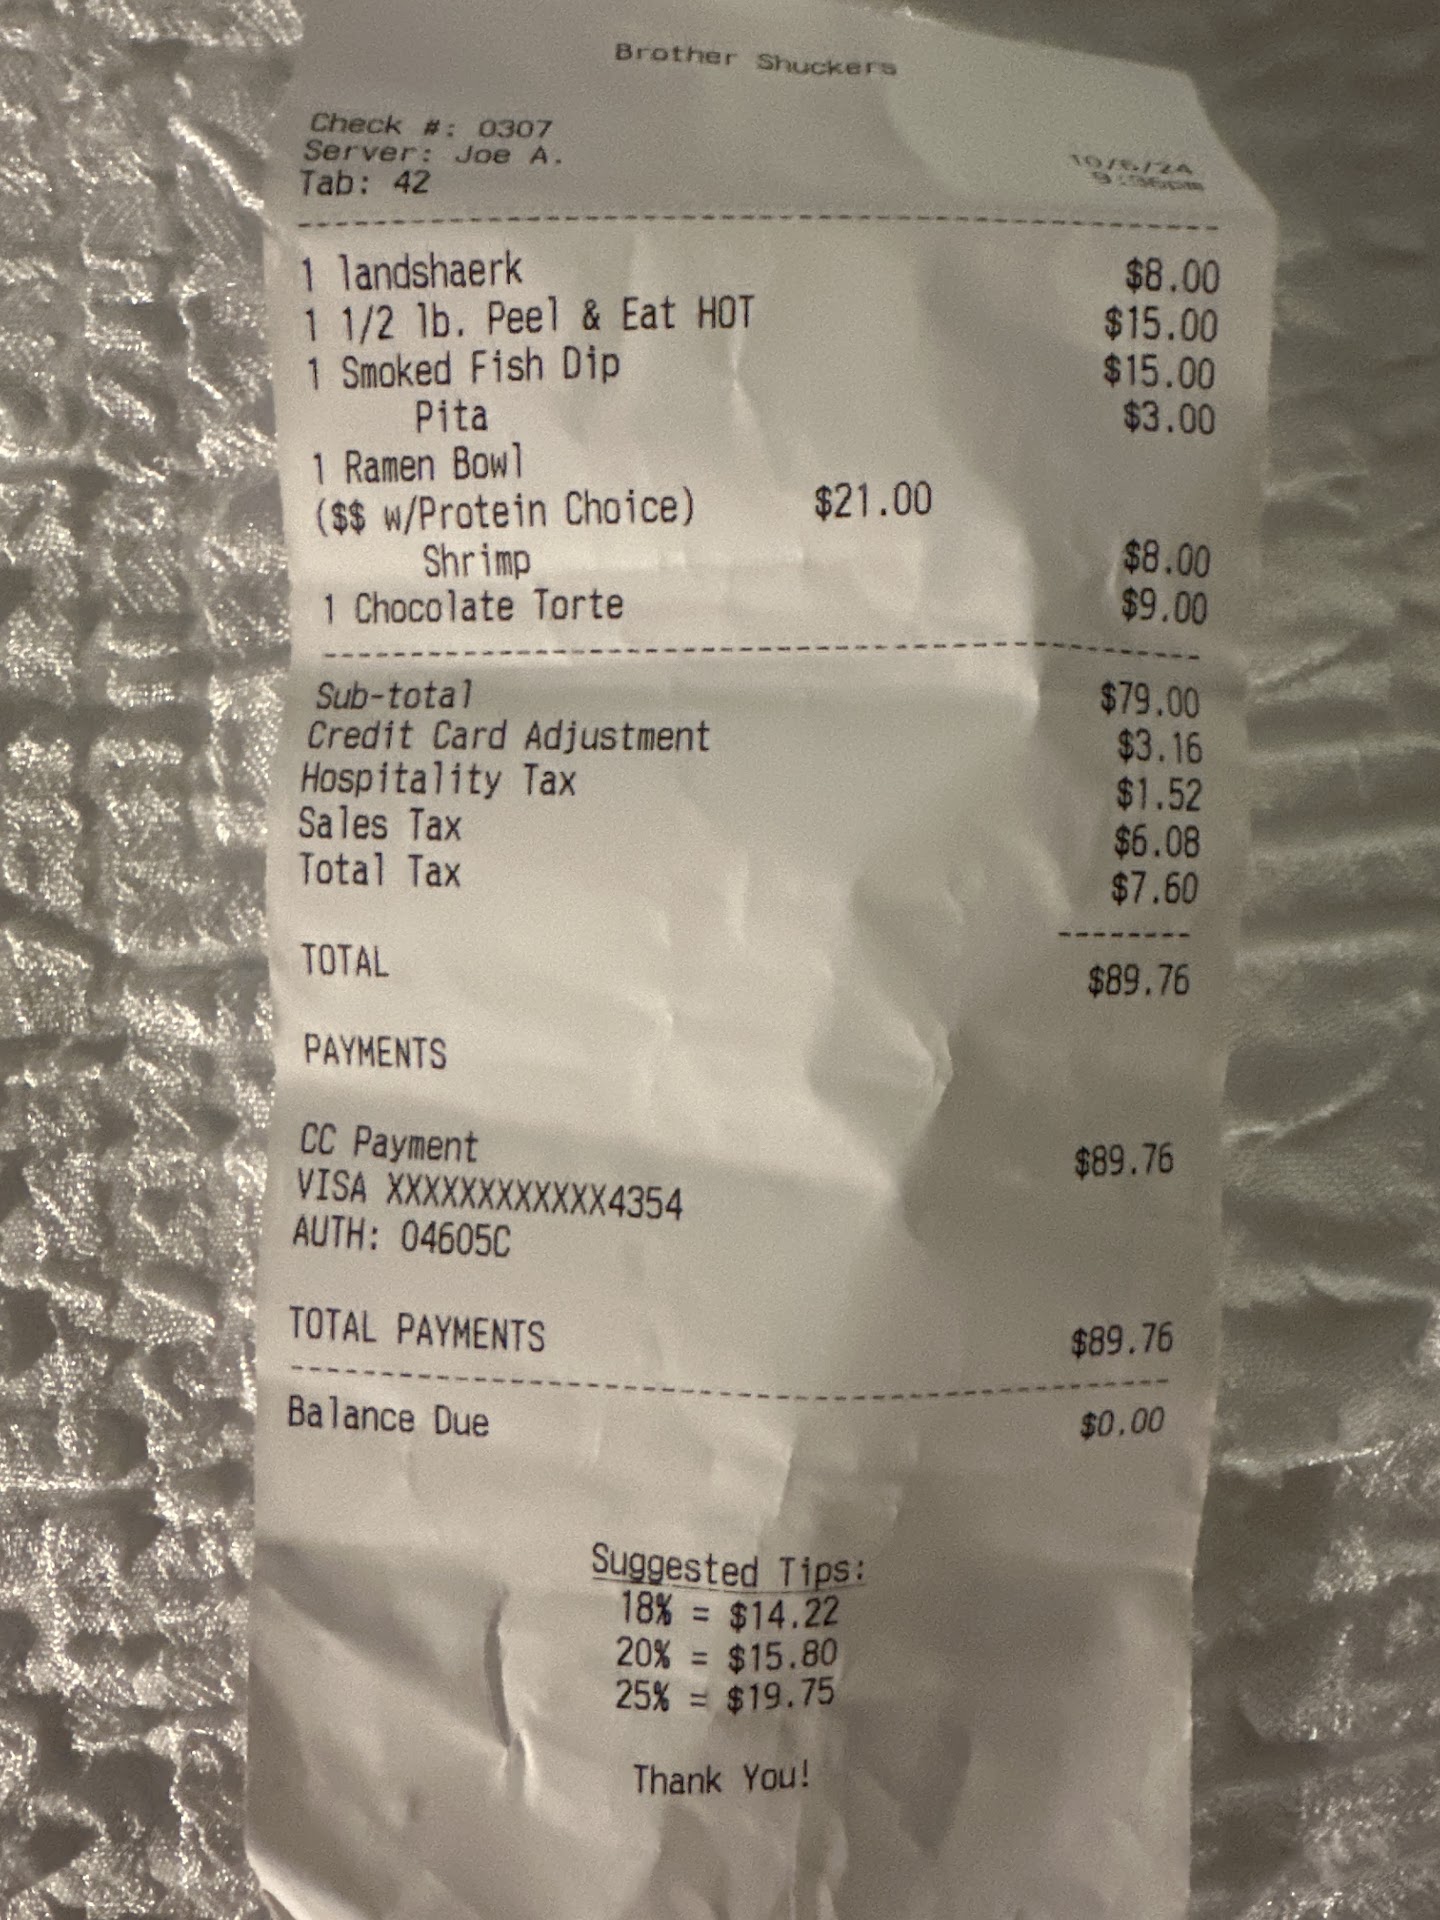 Brother Shuckers
Check #: 0307
Server: Joe A.
Tab: 42
10/6/24
9:36pm
1 landshaerk $8.00
1 1/2 lb. Peel & Eat HOT $15.00
1 Smoked Fish Dip $15.00
Pita $3.00
1 Ramen Bowl
($$ w/Protein Choice) $21.00
Shrimp $8.00
1 Chocolate Torte $9.00
Sub-total $79.00
Credit Card Adjustment $3.16
Hospitality Tax $1.52
Sales Tax $6.08
Total Tax $7.60
TOTAL $89.76
PAYMENTS
CC Payment $89.76
VISA XXXXXXXXXXXX4354
AUTH: 04605C
TOTAL PAYMENTS $89.76
Balance Due $0.00
Suggested Tips:
18% = $14.22
20% = $15.80
25% = $19.75
Thank You!